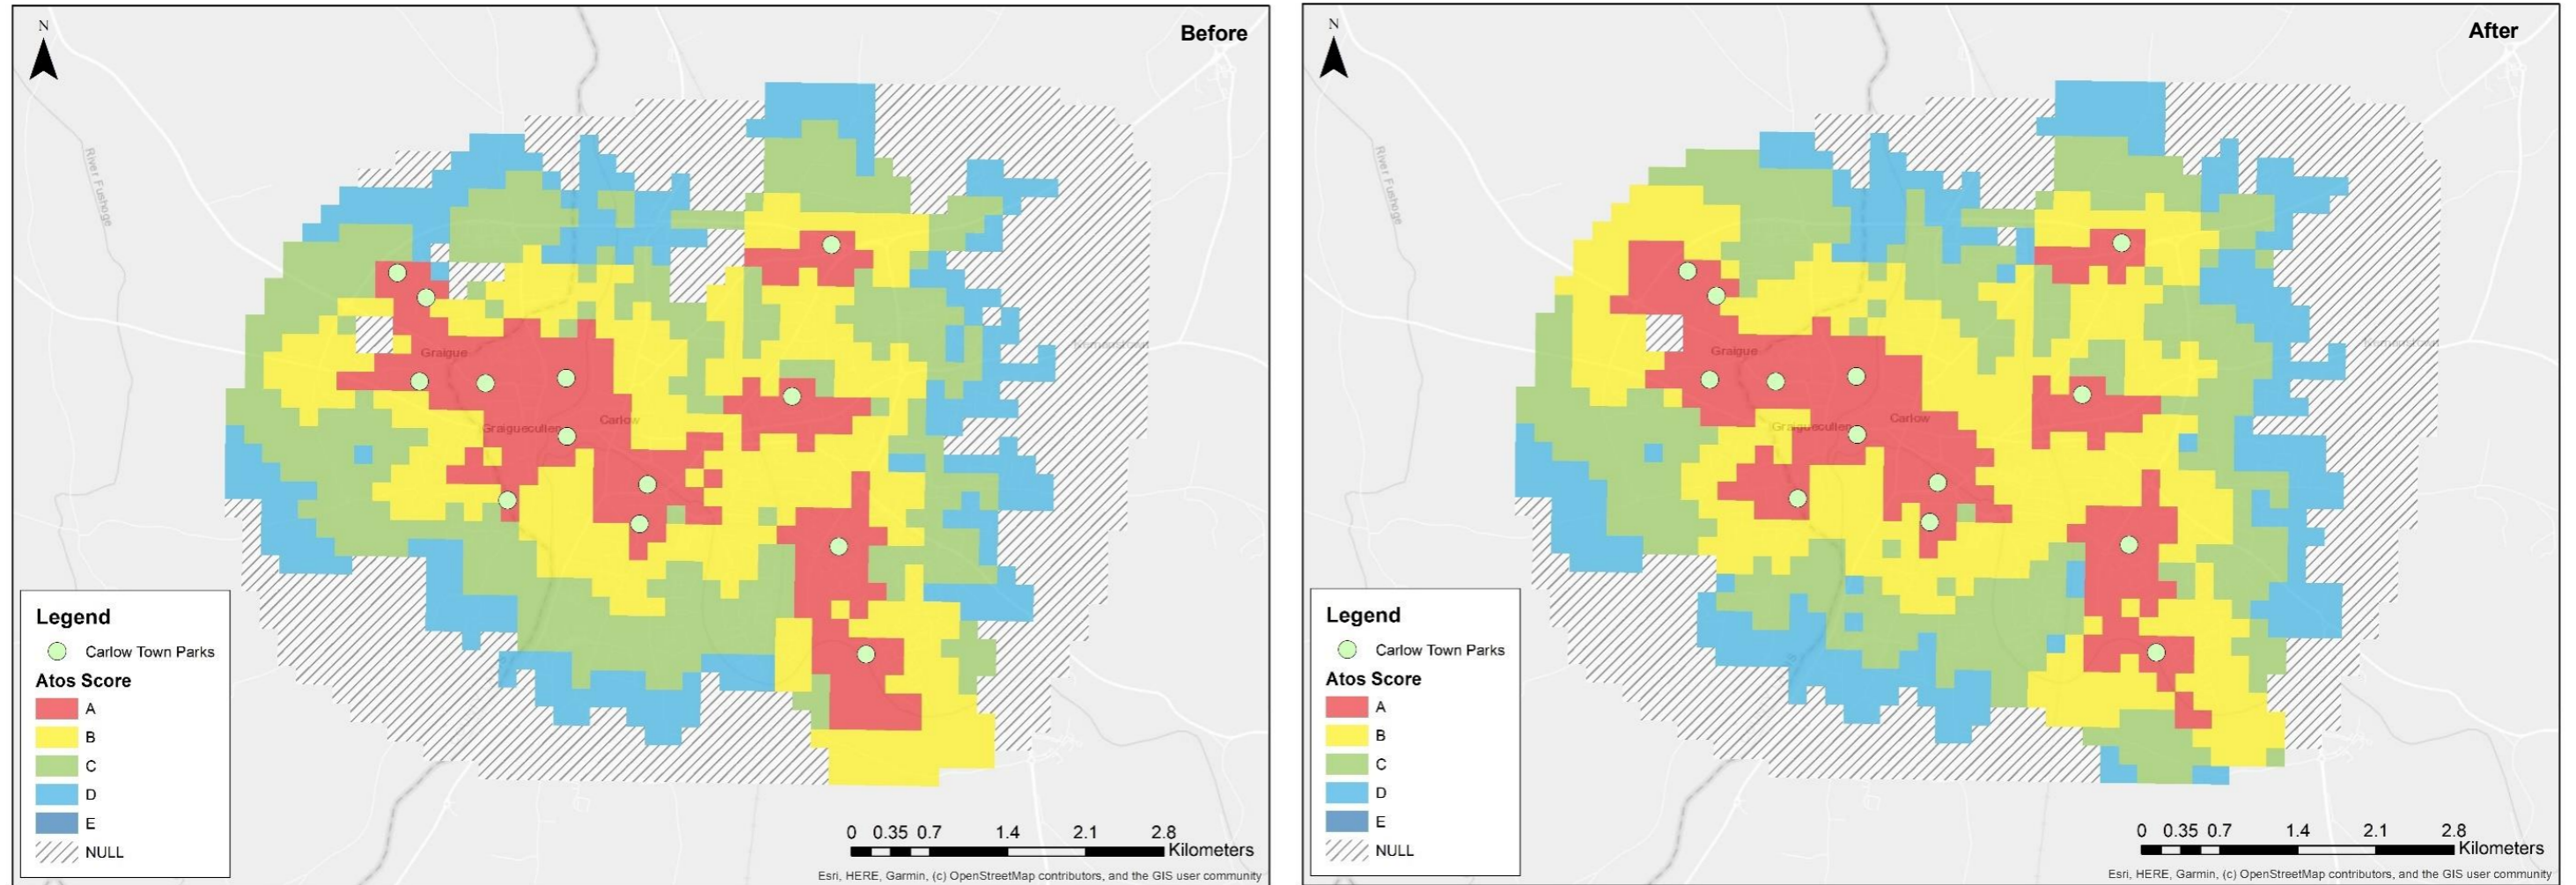 N
Before
River Fushoge
Graigue
Carlow
Graiguecullen
Legend
Carlow Town Parks
Atos Score
A
B
C
D
E
NULL
0 0.35 0.7 1.4 2.1 2.8
Kilometers
Esri, HERE, Garmin, (c) OpenStreetMap contributors, and the GIS user community
N
After
River Fushoge
Graigue
Carlow
Graiguecullen
Legend
Carlow Town Parks
Atos Score
A
B
C
D
E
NULL
0 0.35 0.7 1.4 2.1 2.8
Kilometers
Esri, HERE, Garmin, (c) OpenStreetMap contributors, and the GIS user community